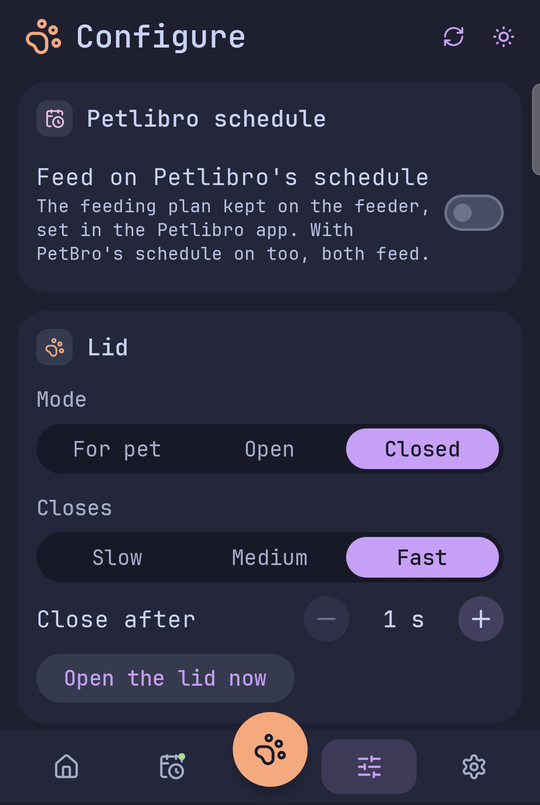 Configure
Petlibro schedule
Feed on Petlibro's schedule
The feeding plan kept on the feeder,
set in the Petlibro app. With
PetBro's schedule on too, both feed.
Lid
Mode
For pet Open Closed
Closes
Slow Medium Fast
Close after − 1 s +
Open the lid now